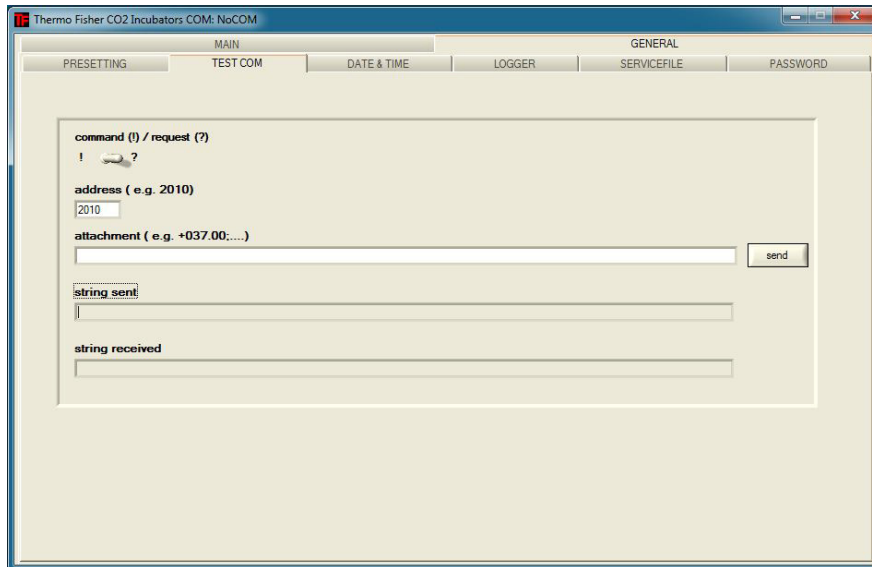 Thermo Fisher CO2 Incubators COM: NoCOM
MAIN GENERAL
PRESETTING TEST COM DATE & TIME LOGGER SERVICEFILE PASSWORD
command (!) / request (?)
! ?
address ( e.g. 2010)
2010
attachment ( e.g. +037.00;....)
send
string sent
string received